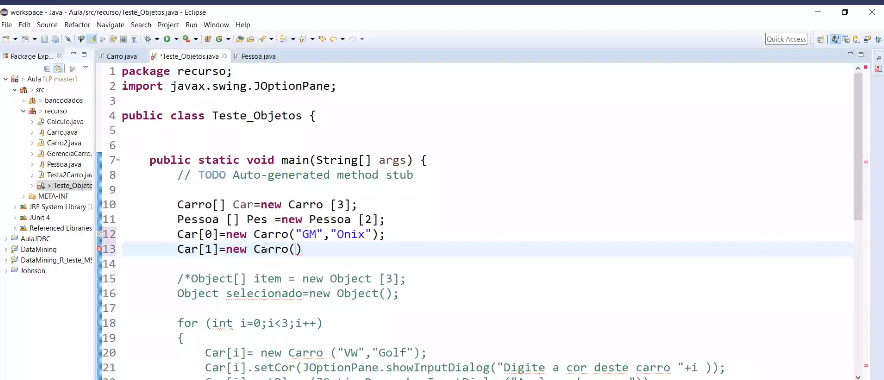 workspace - Java - Aula/src/recurso/Teste_Objetos.java - Eclipse
File Edit Source Refactor Navigate Search Project Run Window Help
Quick Access
Package Exp...
Carro.java
*Teste_Objetos.java
Pessoa.java
Aula [LP master]
src
bancodados
recurso
Calculo.java
Carro.java
Carro2.java
GerenciaCarro.
Pessoa.java
Testa2Carro.jav
Teste_Objeto
META-INF
JRE System Library
JUnit 4
Referenced Libraries
AulaJDBC
DataMining
DataMining_R_teste_MS
Johnson
1 package recurso;
2 import javax.swing.JOptionPane;
3
4 public class Teste_Objetos {
5
6
7 public static void main(String[] args) {
8 // TODO Auto-generated method stub
9
10 Carro[] Car=new Carro [3];
11 Pessoa [] Pes =new Pessoa [2];
12 Car[0]=new Carro("GM","Onix");
13 Car[1]=new Carro()
14
15 /*Object[] item = new Object [3];
16 Object selecionado=new Object();
17
18 for (int i=0;i<3;i++)
19 {
20 Car[i]= new Carro ("VW","Golf");
21 Car[i].setCor(JOptionPane.showInputDialog("Digite a cor deste carro "+i ));